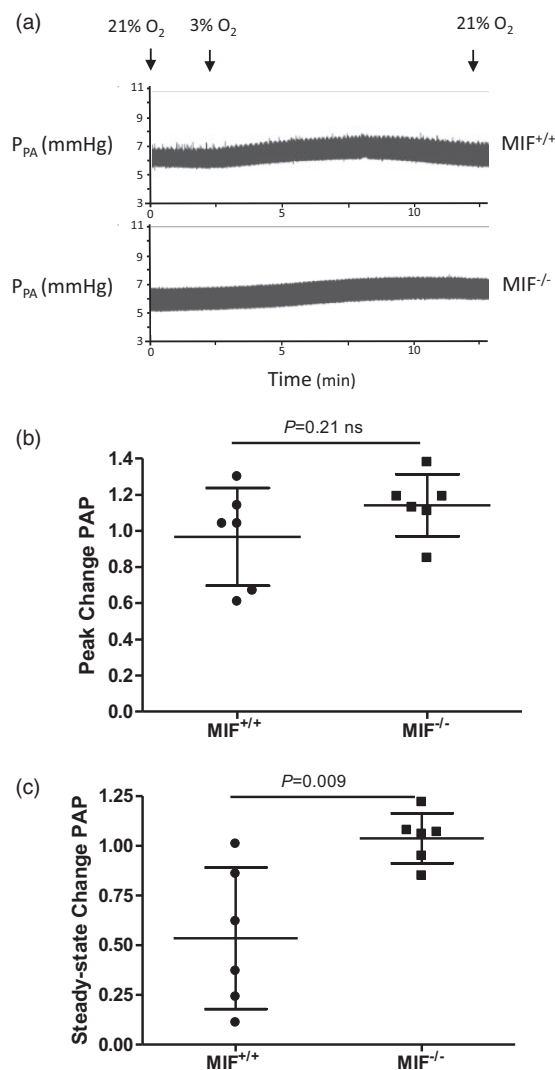 (a)
21% O₂ 3% O₂ 21% O₂
11
9
P_PA (mmHg) 7 MIF⁺/⁺
5
3
0 5 10
11
9
P_PA (mmHg) 7 MIF⁻/⁻
5
3
0 5 10
Time (min)
(b)
P=0.21 ns
1.4
1.2
1.0
0.8
0.6
0.4
0.2
0.0
Peak Change PAP
MIF⁺/⁺ MIF⁻/⁻
(c)
P=0.009
1.25
1.00
0.75
0.50
0.25
0.00
Steady-state Change PAP
MIF⁺/⁺ MIF⁻/⁻